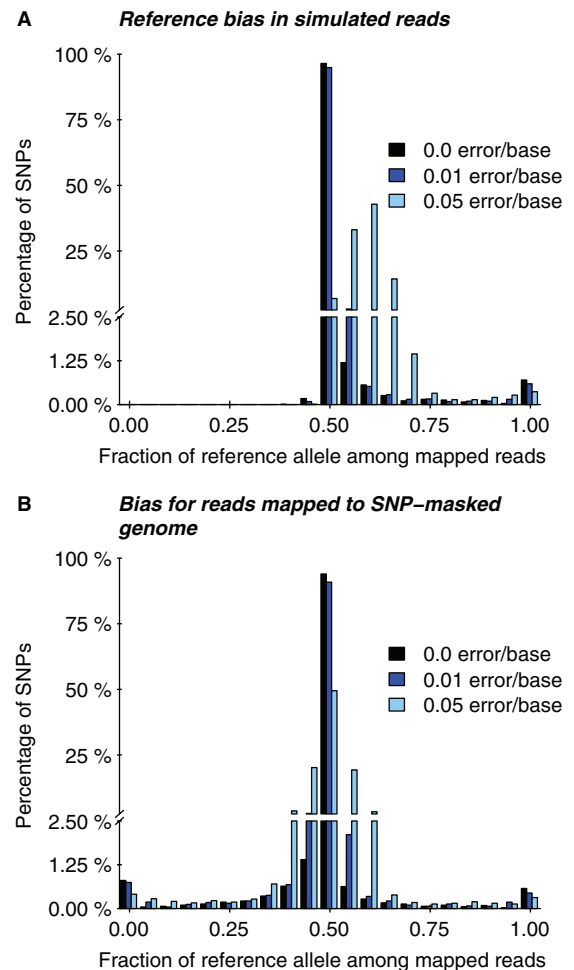 A Reference bias in simulated reads
100 %
75 %
50 %
25 %
2.50 %
1.25 %
0.00 %
Percentage of SNPs
0.0 error/base
0.01 error/base
0.05 error/base
0.00 0.25 0.50 0.75 1.00
Fraction of reference allele among mapped reads
B Bias for reads mapped to SNP−masked
genome
100 %
75 %
50 %
25 %
2.50 %
1.25 %
0.00 %
Percentage of SNPs
0.0 error/base
0.01 error/base
0.05 error/base
0.00 0.25 0.50 0.75 1.00
Fraction of reference allele among mapped reads